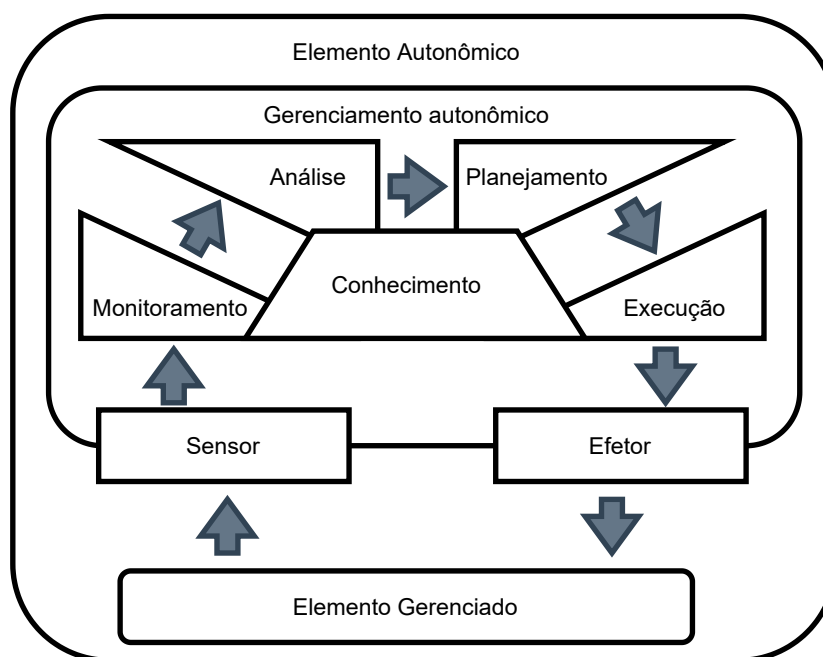 Elemento Autonômico
Gerenciamento autonômico
Análise
Planejamento
Conhecimento
Monitoramento
Execução
Sensor
Efetor
Elemento Gerenciado